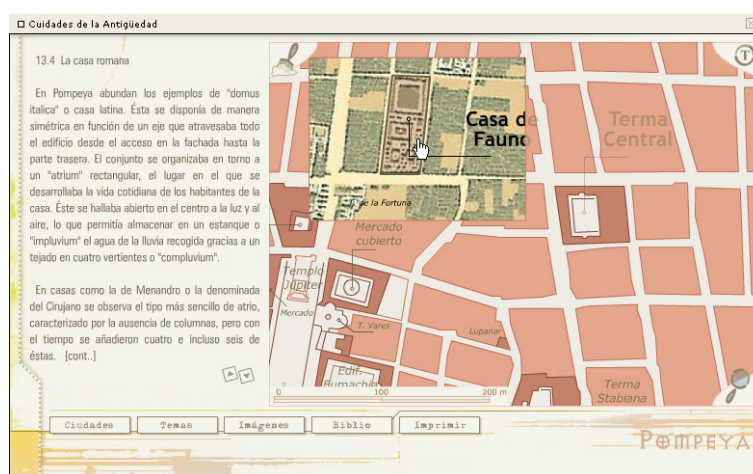 Cuidades de la Antigüedad
13.4 La casa romana
En Pompeya abundan los ejemplos de "domus
italica" o casa latina. Ésta se disponía de manera
simétrica en función de un eje que atravesaba todo
el edificio desde el acceso en la fachada hasta la
parte trasera. El conjunto se organizaba en torno a
un "atrium" rectangular, el lugar en el que se
desarrollaba la vida cotidiana de los habitantes de la
casa. Éste se hallaba abierto en el centro a la luz y al
aire, lo que permitía almacenar en un estanque o
"impluvium" el agua de la lluvia recogida gracias a un
tejado en cuatro vertientes o "compluvium".
En casas como la de Menandro o la denominada
del Cirujano se observa el tipo más sencillo de atrio,
caracterizado por la ausencia de columnas, pero con
el tiempo se añadieron cuatro e incluso seis de
éstas. [cont..]
T
Casa de
Fauno
Terma
Central
de la Fortuna
Mercado
cubierto
Templo
Júpiter
Mercado
T. Vares
Lupanar
Edif.
Eumachia
Terma
Stabiana
0 100 200 m
Ciudades Temas Imágenes Biblio Imprimir
POMPEYA